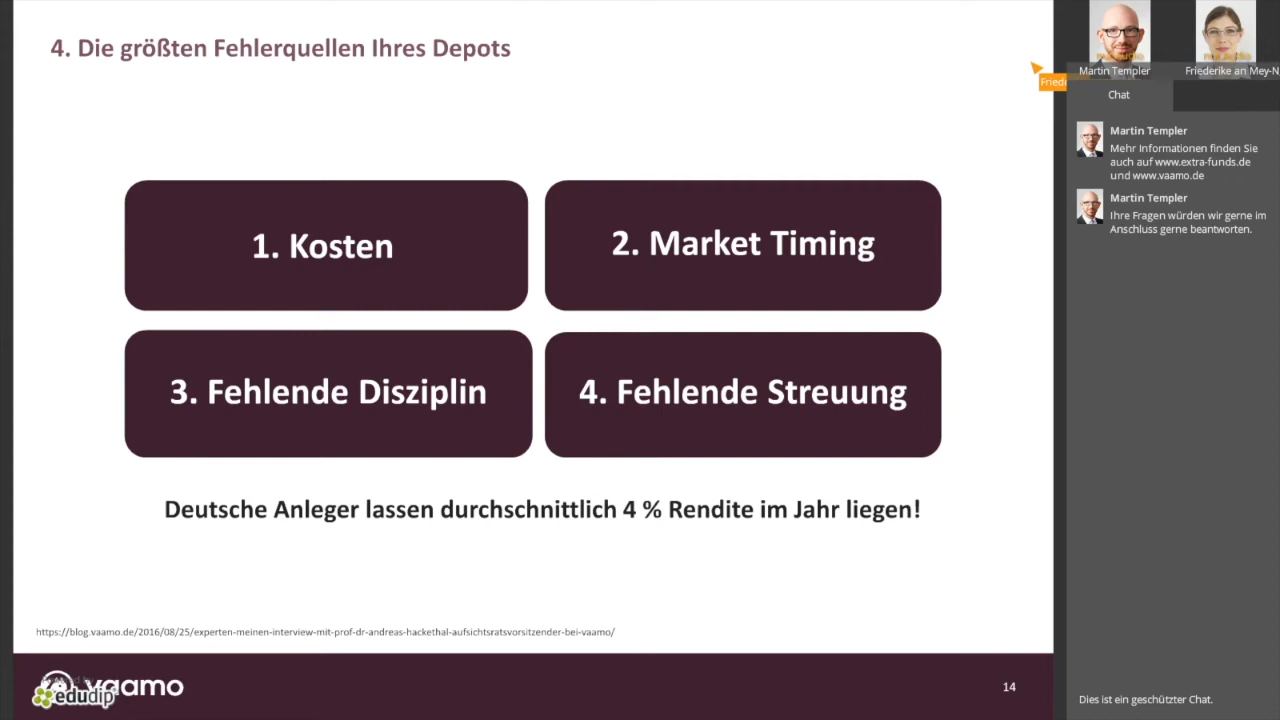 4. Die größten Fehlerquellen Ihres Depots
1. Kosten
2. Market Timing
3. Fehlende Disziplin
4. Fehlende Streuung
Deutsche Anleger lassen durchschnittlich 4 % Rendite im Jahr liegen!
https://blog.vaamo.de/2016/08/25/experten-meinen-interview-mit-prof-dr-andreas-hackethal-aufsichtsratsvorsitzender-bei-vaamo/
vaamo
edudip
14
Martin Templer
Friederike an Mey-N
Chat
Martin Templer
Mehr Informationen finden Sie
auch auf www.extra-funds.de
und www.vaamo.de
Martin Templer
Ihre Fragen würden wir gerne im
Anschluss gerne beantworten.
Dies ist ein geschützter Chat.